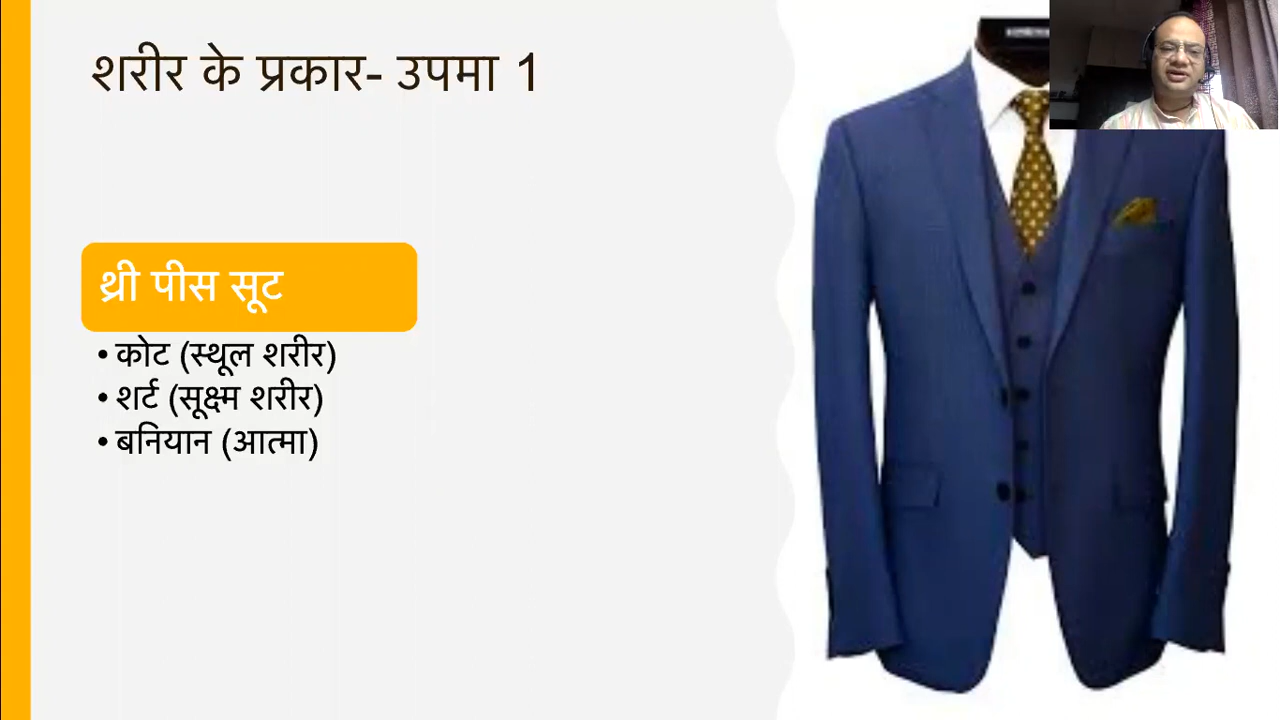 शरीर के प्रकार- उपमा 1
थ्री पीस सूट
• कोट (स्थूल शरीर)
• शर्ट (सूक्ष्म शरीर)
• बनियान (आत्मा)